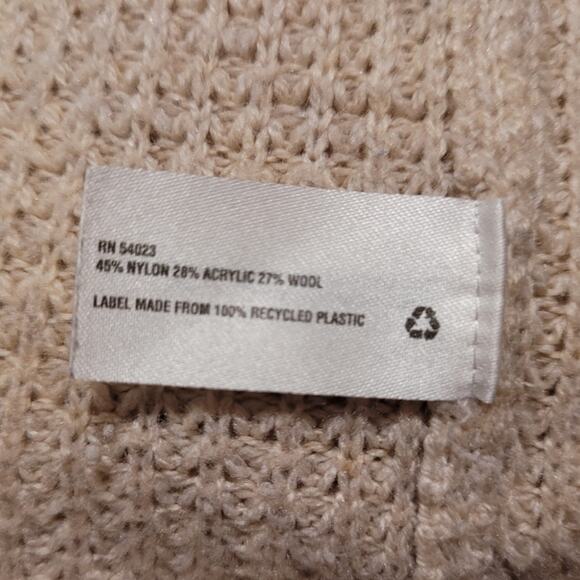 RN 54023
45% NYLON 28% ACRYLIC 27% WOOL
LABEL MADE FROM 100% RECYCLED PLASTIC